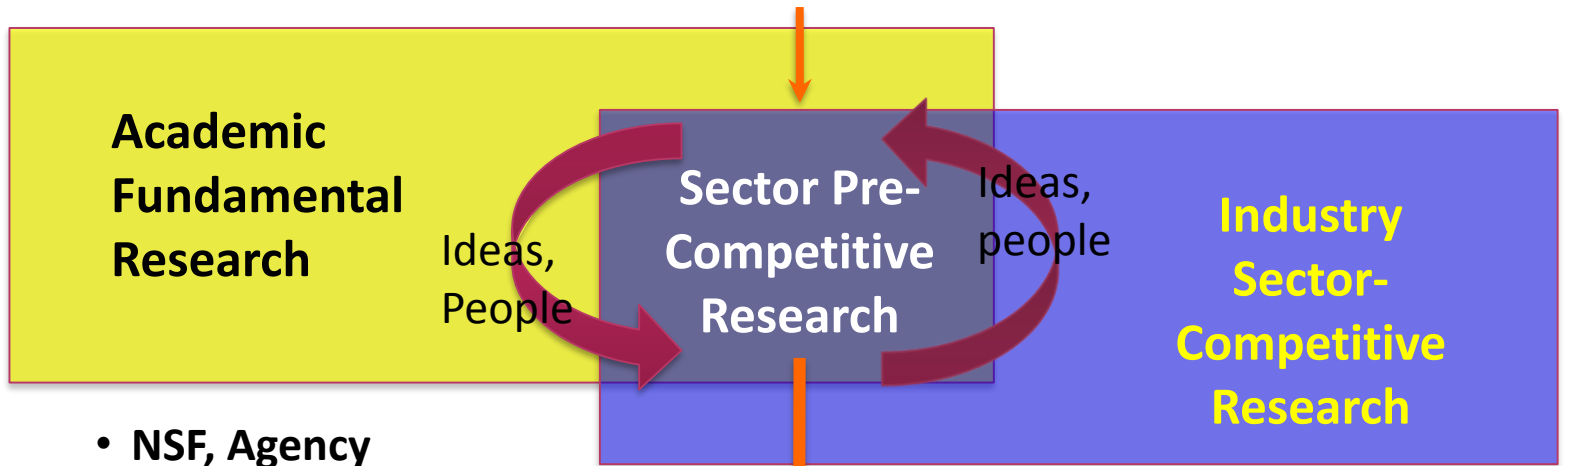 Academic
Fundamental
Research
Ideas,
People
Sector Pre-
Competitive
Research
Ideas,
people
Industry
Sector-
Competitive
Research
• NSF, Agency